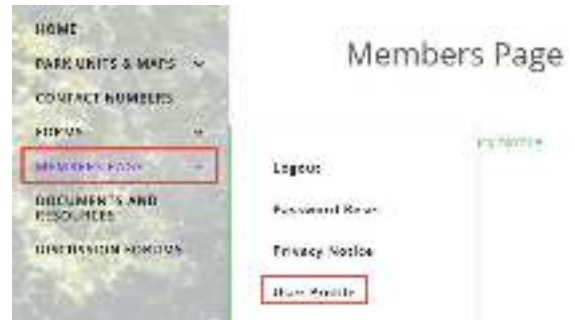 HOME
PARK UNITS & MAPS
CONTACT NUMBERS
FORMS
MEMBERS PAGE
DOCUMENTS AND
RESOURCES
DISCUSSION FORUMS
Members Page
Logout
Password Reset
Privacy Notice
User Profile